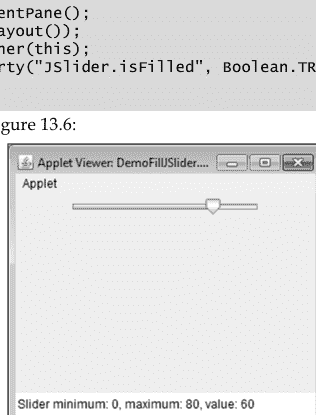 entPane();
ayout());
ner(this);
rty("JSlider.isFilled", Boolean.TR
gure 13.6:
Applet Viewer: DemoFillJSlider....
Applet
Slider minimum: 0, maximum: 80, value: 60